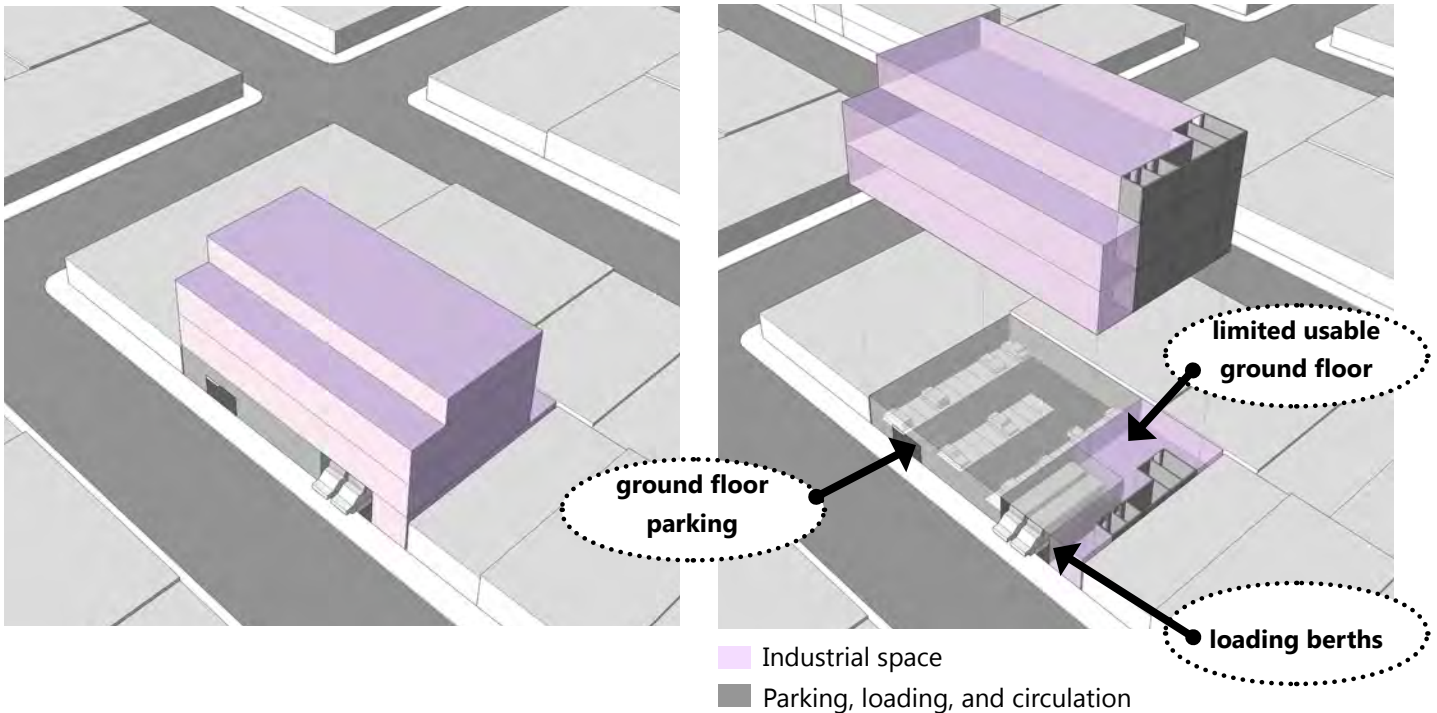 limited usable
ground floor
ground floor
parking
loading berths
Industrial space
Parking, loading, and circulation